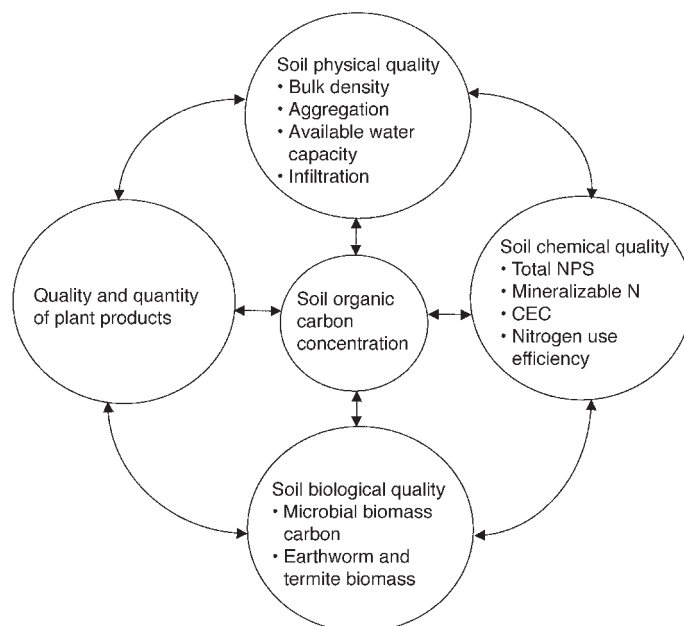 Soil physical quality
• Bulk density
• Aggregation
• Available water
capacity
• Infiltration
Quality and quantity
of plant products
Soil organic
carbon
concentration
Soil chemical quality
• Total NPS
• Mineralizable N
• CEC
• Nitrogen use
efficiency
Soil biological quality
• Microbial biomass
carbon
• Earthworm and
termite biomass